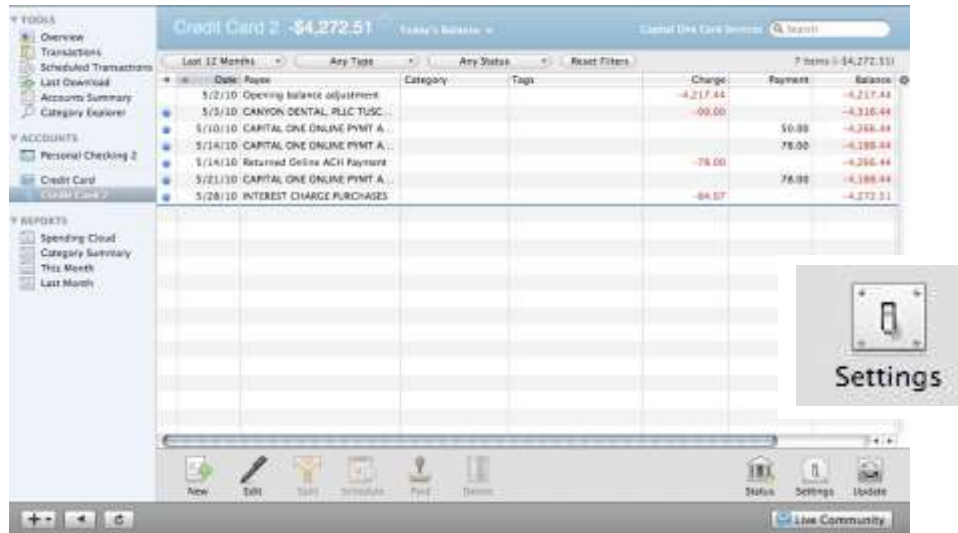 TOOLS
Overview
Transactions
Scheduled Transactions
Last Download
Accounts Summary
Category Explorer
ACCOUNTS
Personal Checking 2
Credit Card
Credit Card 2
REPORTS
Spending Cloud
Category Summary
This Month
Last Month
Credit Card 2 -$4,272.51 Today's Balance Capital One Card Services Search
Last 12 Months Any Type Any Status Reset Filters 7 Items (-$4,272.51)
Date Payee Category Tags Charge Payment Balance
5/2/10 Opening balance adjustment -4,217.44 -4,217.44
5/5/10 CANYON DENTAL, PLLC TUSC... -99.00 -4,316.44
5/10/10 CAPITAL ONE ONLINE PYMT A... 50.00 -4,266.44
5/14/10 CAPITAL ONE ONLINE PYMT A... 78.00 -4,188.44
5/14/10 Returned Online ACH Payment -78.00 -4,266.44
5/21/10 CAPITAL ONE ONLINE PYMT A... 78.00 -4,188.44
5/28/10 INTEREST CHARGE:PURCHASES -84.07 -4,272.51
Settings
New Edit Split Schedule Paid Delete Status Settings Update
Live Community